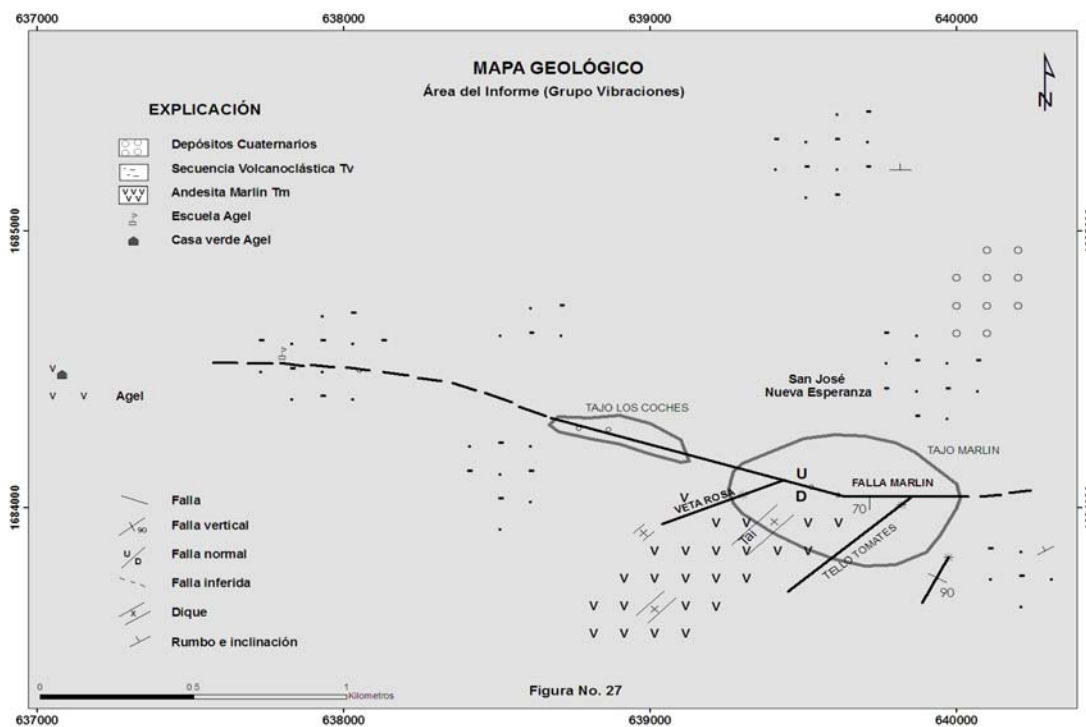 637000 638000 639000 640000
MAPA GEOLÓGICO
Área del Informe (Grupo Vibraciones)
N
EXPLICACIÓN
Depósitos Cuaternarios
Secuencia Volcanoclástica Tv
Andesita Marlin Tm
Escuela Agel
Casa verde Agel
1685000
Agel
San José
Nueva Esperanza
TAJO LOS COCHES
TAJO MARLIN
U
D
FALLA MARLIN
VETA ROSA
70
Tai
TELLO TOMATES
90
1684000
Falla
90 Falla vertical
U
D
Falla normal
Falla inferida
Dique
Rumbo e inclinación
0 0.5 1
Kilometros
Figura No. 27
637000 638000 639000 640000